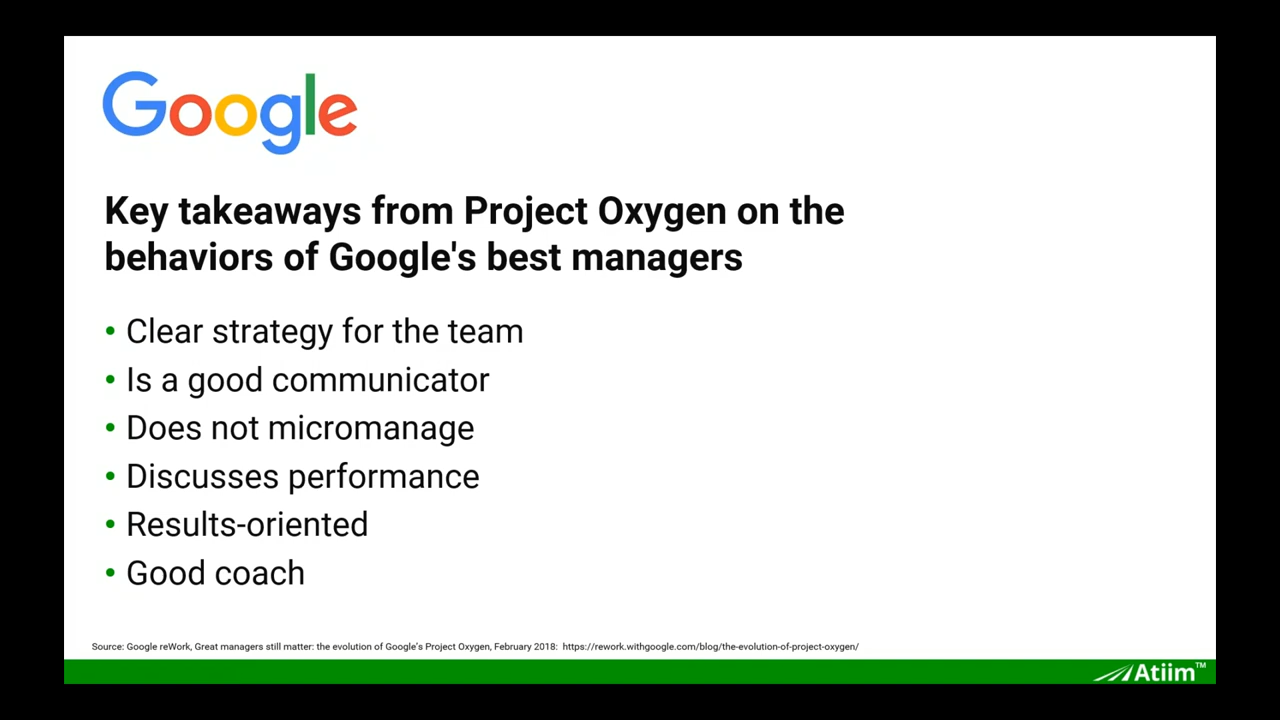 Google
Key takeaways from Project Oxygen on the
behaviors of Google's best managers
• Clear strategy for the team
• Is a good communicator
• Does not micromanage
• Discusses performance
• Results-oriented
• Good coach
Source: Google reWork, Great managers still matter: the evolution of Google's Project Oxygen, February 2018: https://rework.withgoogle.com/blog/the-evolution-of-project-oxygen/
Atiim™